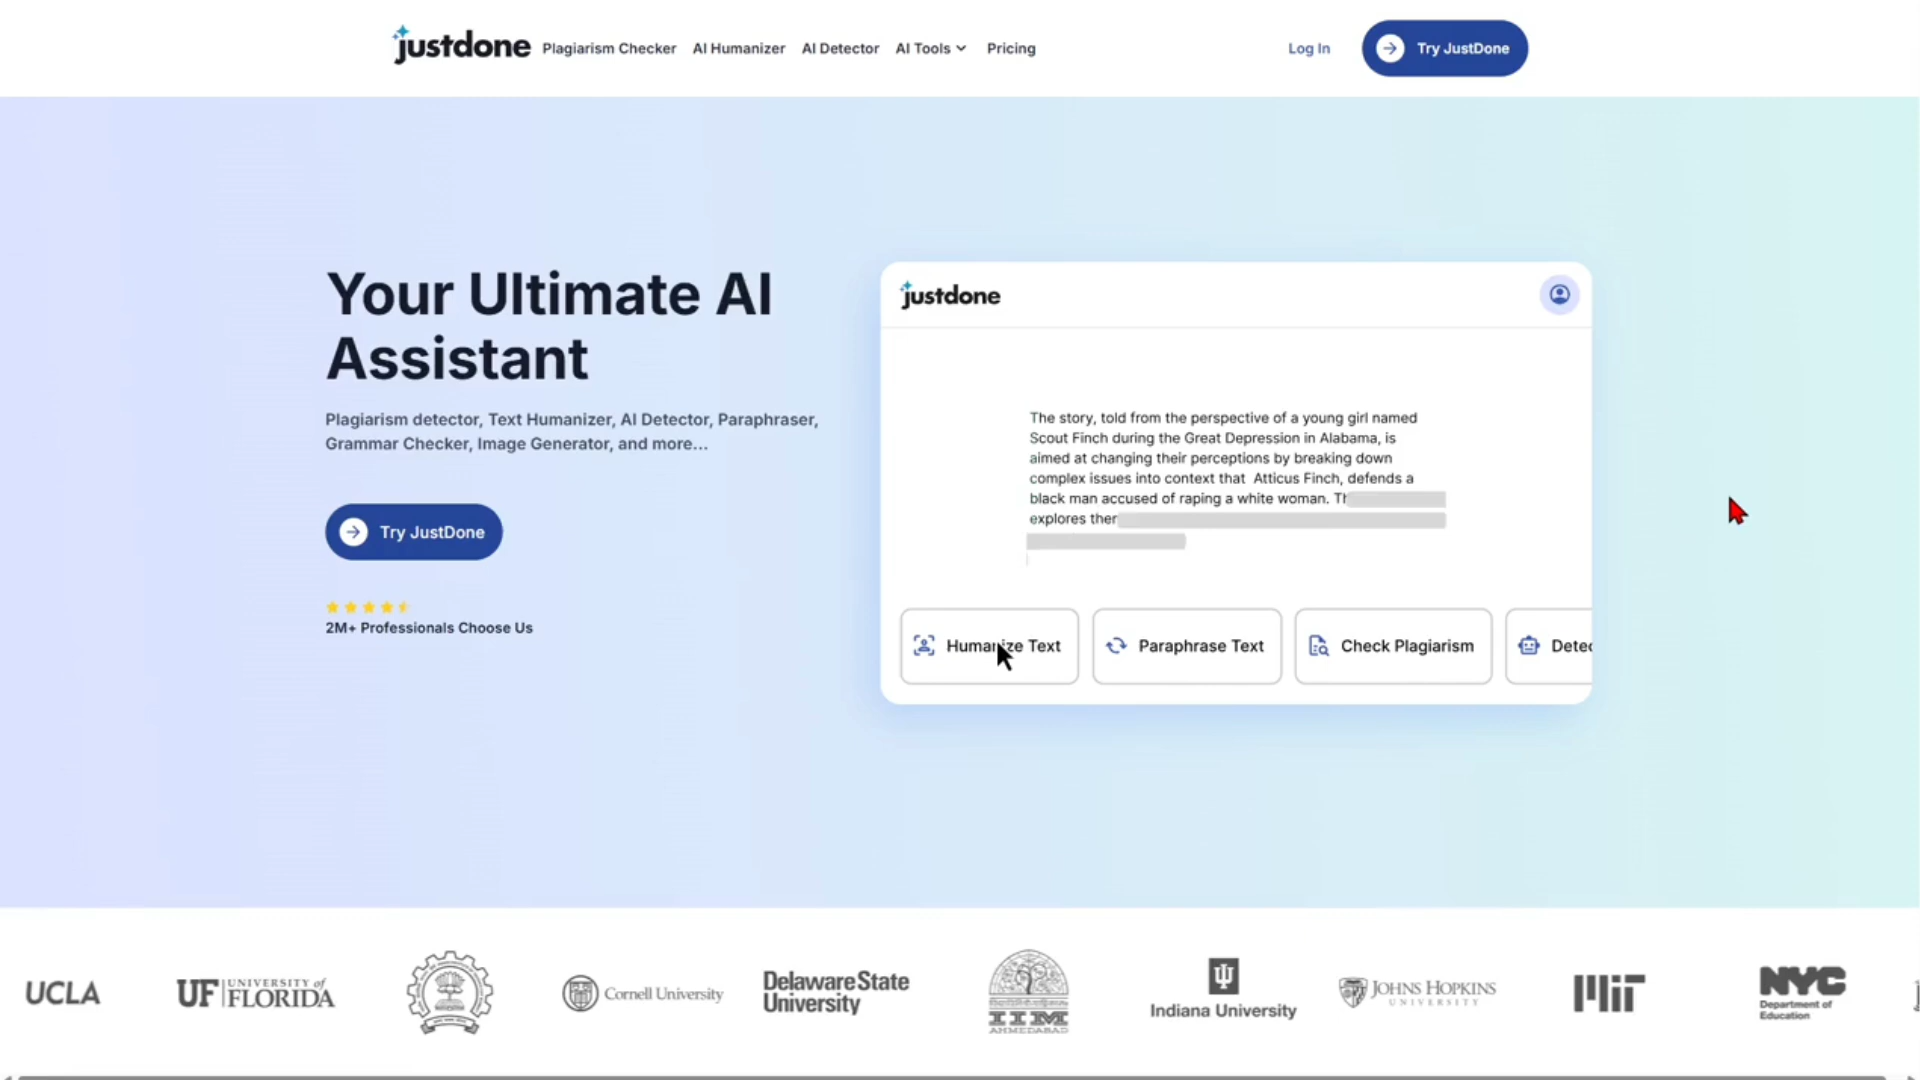 justdone Plagiarism Checker AI Humanizer AI Detector AI Tools Pricing Log In Try JustDone
Your Ultimate AI
Assistant
Plagiarism detector, Text Humanizer, AI Detector, Paraphraser,
Grammar Checker, Image Generator, and more...
Try JustDone
2M+ Professionals Choose Us
justdone
The story, told from the perspective of a young girl named
Scout Finch during the Great Depression in Alabama, is
aimed at changing their perceptions by breaking down
complex issues into context that Atticus Finch, defends a
black man accused of raping a white woman.
explores
Humanize Text Paraphrase Text Check Plagiarism
UCLA
UF UNIVERSITY of
FLORIDA
Cornell University
Delaware State
University
IIM
AHMEDABAD
Indiana University
JOHNS HOPKINS
UNIVERSITY
MIT
NYC
Department of
Education